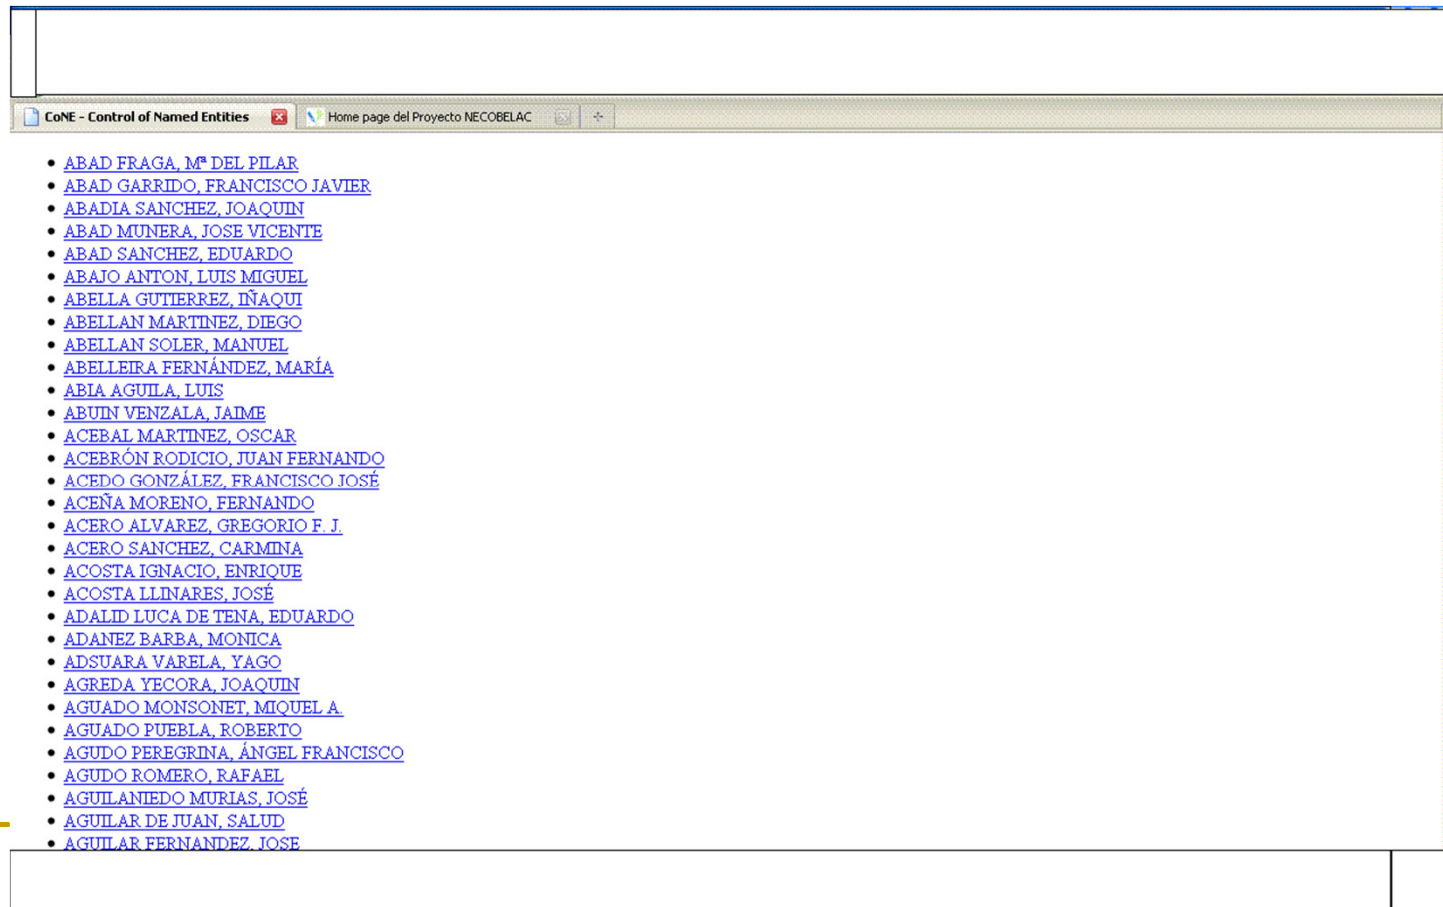 CoNE - Control of Named Entities
Home page del Proyecto NECOBELAC
ABAD FRAGA, Mª DEL PILAR
ABAD GARRIDO, FRANCISCO JAVIER
ABADIA SANCHEZ, JOAQUIN
ABAD MUNERA, JOSE VICENTE
ABAD SANCHEZ, EDUARDO
ABAJO ANTON, LUIS MIGUEL
ABELLA GUTIERREZ, IÑAQUI
ABELLAN MARTINEZ, DIEGO
ABELLAN SOLER, MANUEL
ABELLEIRA FERNÁNDEZ, MARÍA
ABIA AGUILA, LUIS
ABUIN VENZALA, JAIME
ACEBAL MARTINEZ, OSCAR
ACEBRÓN RODICIO, JUAN FERNANDO
ACEDO GONZÁLEZ, FRANCISCO JOSÉ
ACEÑA MORENO, FERNANDO
ACERO ALVAREZ, GREGORIO F. J.
ACERO SANCHEZ, CARMINA
ACOSTA IGNACIO, ENRIQUE
ACOSTA LLINARES, JOSÉ
ADALID LUCA DE TENA, EDUARDO
ADANEZ BARBA, MONICA
ADSUARA VARELA, YAGO
AGREDA YECORA, JOAQUIN
AGUADO MONSONET, MIQUEL A.
AGUADO PUEBLA, ROBERTO
AGUDO PEREGRINA, ÁNGEL FRANCISCO
AGUDO ROMERO, RAFAEL
AGUILANIEDO MURIAS, JOSÉ
AGUILAR DE JUAN, SALUD
AGUILAR FERNANDEZ, JOSE